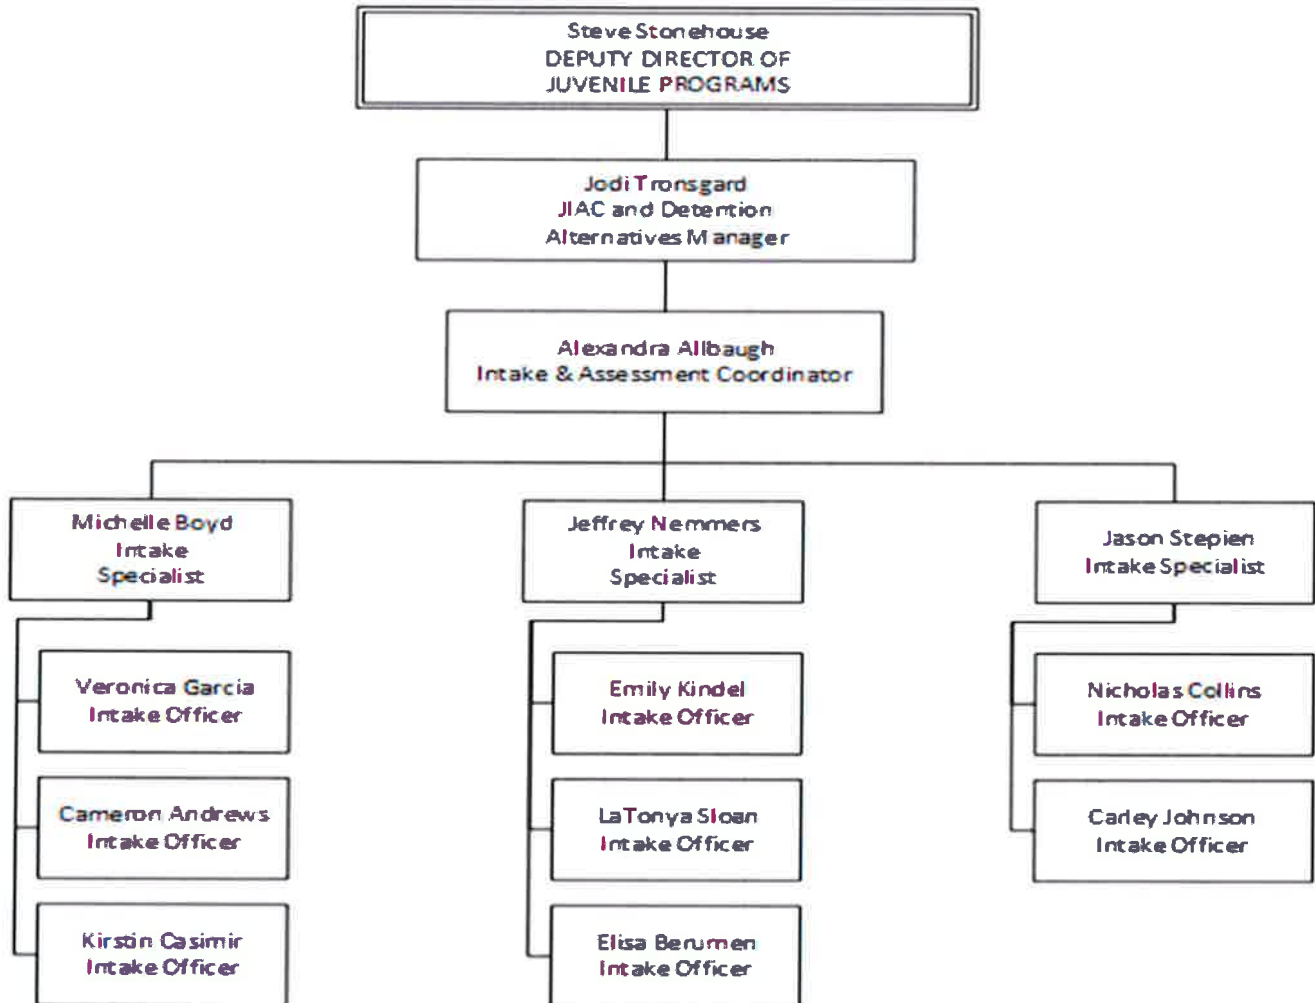 Steve Stonehouse
DEPUTY DIRECTOR OF
JUVENILE PROGRAMS
Jodi Tronsgard
JIAC and Detention
Alternatives Manager
Alexandra Allbaugh
Intake & Assessment Coordinator
Michelle Boyd
Intake
Specialist
Jeffrey Nemmers
Intake
Specialist
Jason Stepien
Intake Specialist
Veronica Garcia
Intake Officer
Emily Kindel
Intake Officer
Nicholas Collins
Intake Officer
Cameron Andrews
Intake Officer
LaTonya Sloan
Intake Officer
Carley Johnson
Intake Officer
Kirstin Casimir
Intake Officer
Elisa Berumen
Intake Officer